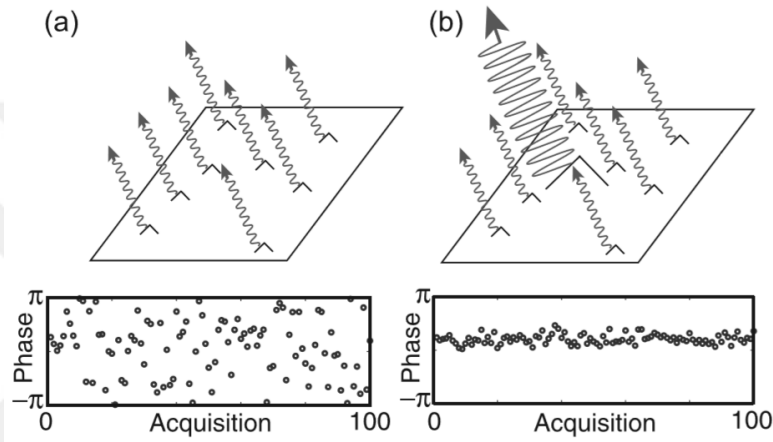 (a) (b)
π π
Phase Phase
−π −π
0 Acquisition 100 0 Acquisition 100